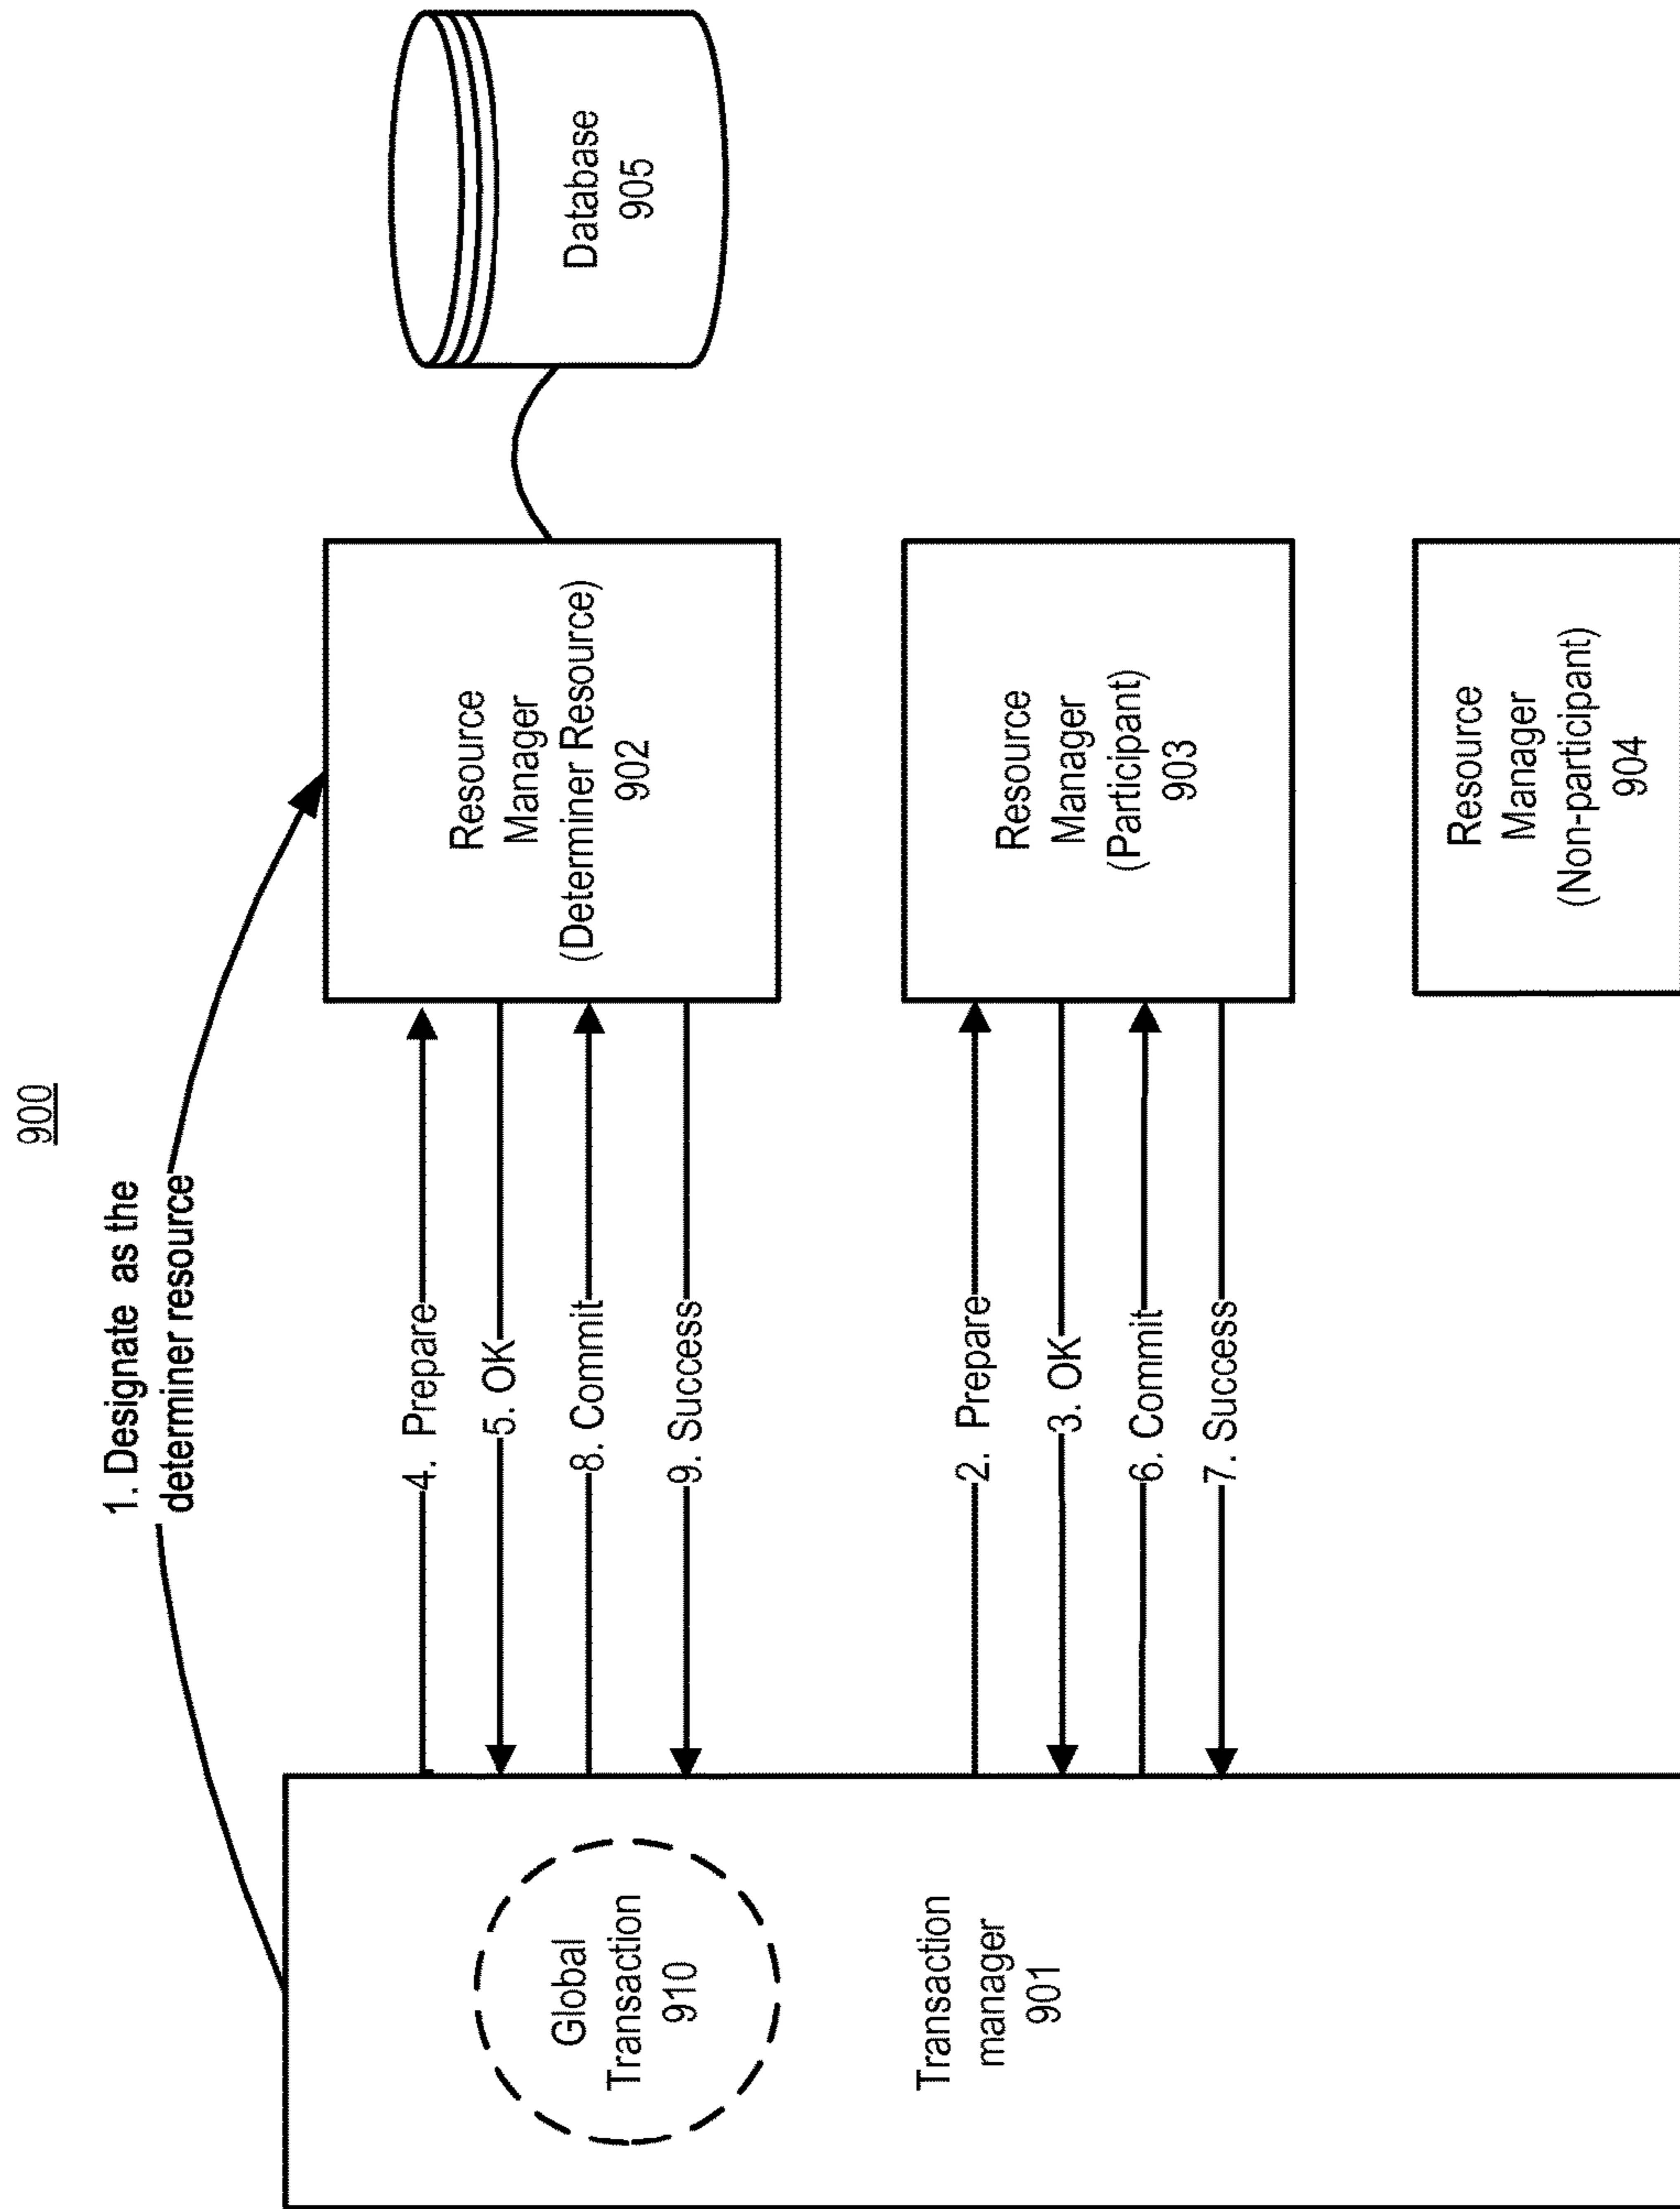 900
1. Designate as the
determiner resource
Global
Transaction
910
Transaction
manager
901
4. Prepare
5. OK
8. Commit
9. Success
2. Prepare
3. OK
6. Commit
7. Success
Resource
Manager
(Determiner Resource)
902
Resource
Manager
(Participant)
903
Resource
Manager
(Non-participant)
904
Database
905